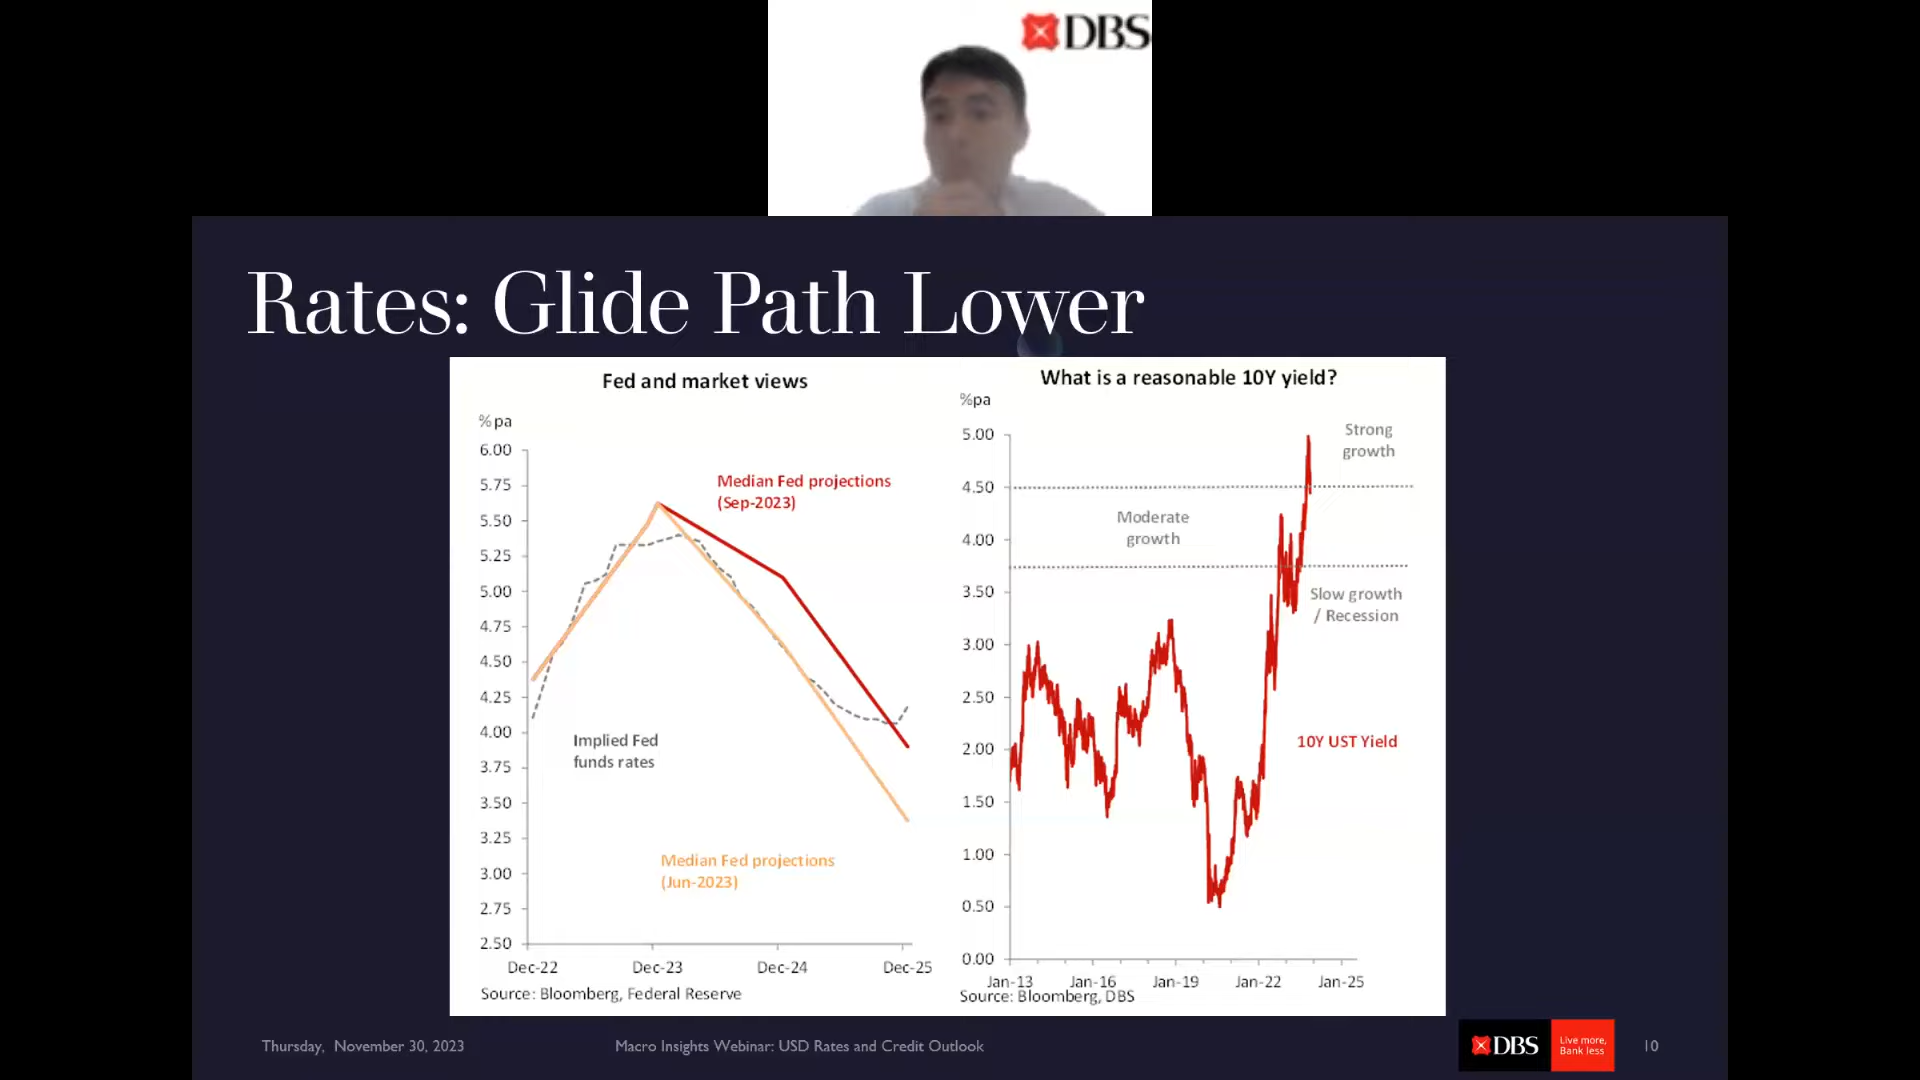 DBS
Rates: Glide Path Lower
Fed and market views
%pa
6.00
5.75
5.50
5.25
5.00
4.75
4.50
4.25
4.00
3.75
3.50
3.25
3.00
2.75
2.50
Median Fed projections
(Sep-2023)
Implied Fed
funds rates
Median Fed projections
(Jun-2023)
Dec-22 Dec-23 Dec-24 Dec-25
Source: Bloomberg, Federal Reserve
What is a reasonable 10Y yield?
%pa
5.00
4.50
4.00
3.50
3.00
2.50
2.00
1.50
1.00
0.50
0.00
Strong
growth
Moderate
growth
Slow growth
/ Recession
10Y UST Yield
Jan-13 Jan-16 Jan-19 Jan-22 Jan-25
Source: Bloomberg, DBS
Thursday, November 30, 2023
Macro Insights Webinar: USD Rates and Credit Outlook
DBS
Live more,
Bank less
10